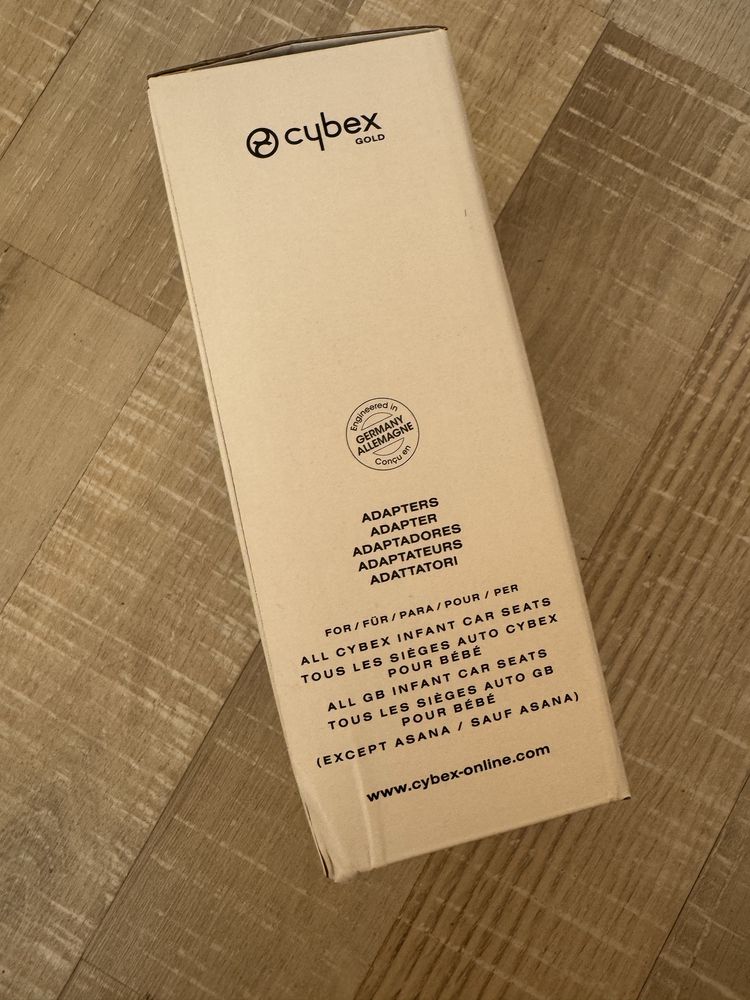 cybex
GOLD
Engineered in
GERMANY
ALLEMAGNE
Conçu en
ADAPTERS
ADAPTER
ADAPTADORES
ADAPTATEURS
ADATTATORI
FOR / FÜR / PARA / POUR / PER
ALL CYBEX INFANT CAR SEATS
TOUS LES SIÈGES AUTO CYBEX
POUR BÉBÉ
ALL GB INFANT CAR SEATS
TOUS LES SIÈGES AUTO GB
POUR BÉBÉ
(EXCEPT ASANA / SAUF ASANA)
www.cybex-online.com